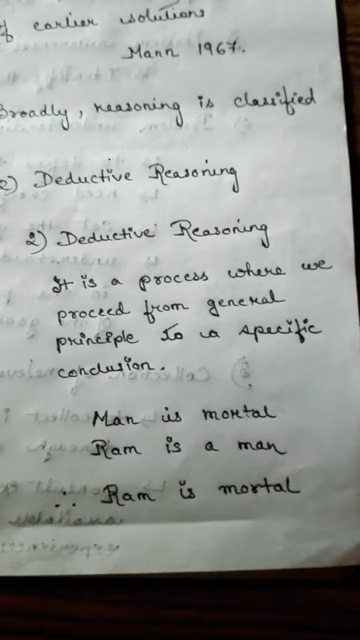 of earlier solutions
Mann 1967.
Broadly, reasoning is classified
2) Deductive Reasoning
2) Deductive Reasoning
It is a process where we
proceed from general
principle to a specific
conclusion.
Man is mortal
Ram is a man
∴ Ram is mortal